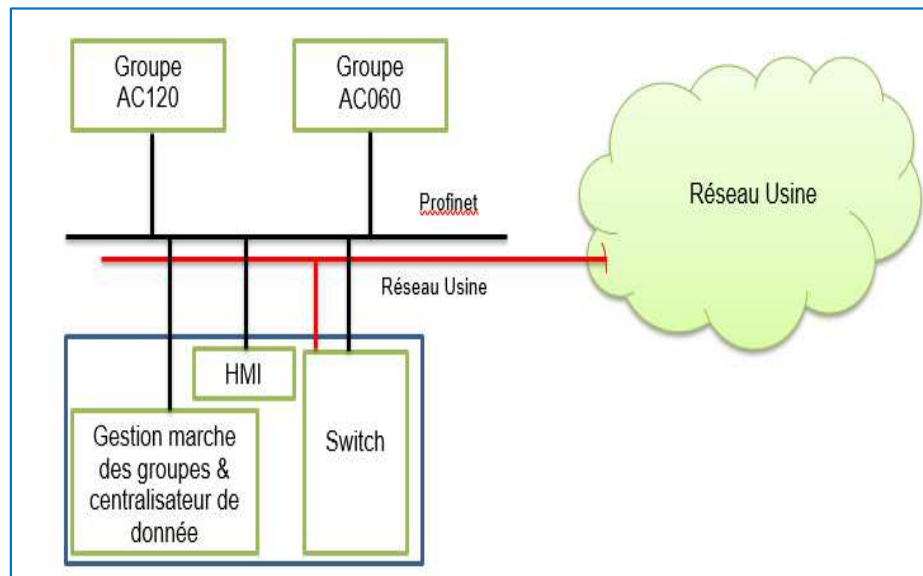 Groupe
AC120
Groupe
AC060
Profinet
Réseau Usine
Réseau Usine
HMI
Gestion marche
des groupes &
centralisateur de
donnée
Switch